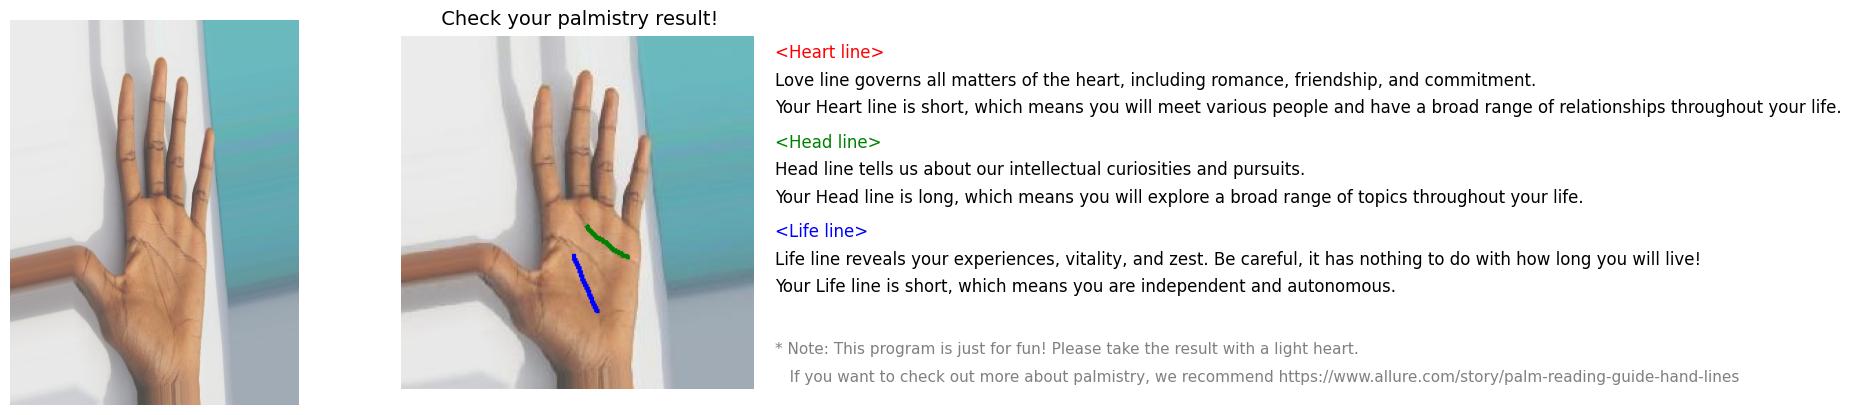 Check your palmistry result!
<Heart line>
Love line governs all matters of the heart, including romance, friendship, and commitment.
Your Heart line is short, which means you will meet various people and have a broad range of relationships throughout your life.
<Head line>
Head line tells us about our intellectual curiosities and pursuits.
Your Head line is long, which means you will explore a broad range of topics throughout your life.
<Life line>
Life line reveals your experiences, vitality, and zest. Be careful, it has nothing to do with how long you will live!
Your Life line is short, which means you are independent and autonomous.
* Note: This program is just for fun! Please take the result with a light heart.
If you want to check out more about palmistry, we recommend https://www.allure.com/story/palm-reading-guide-hand-lines